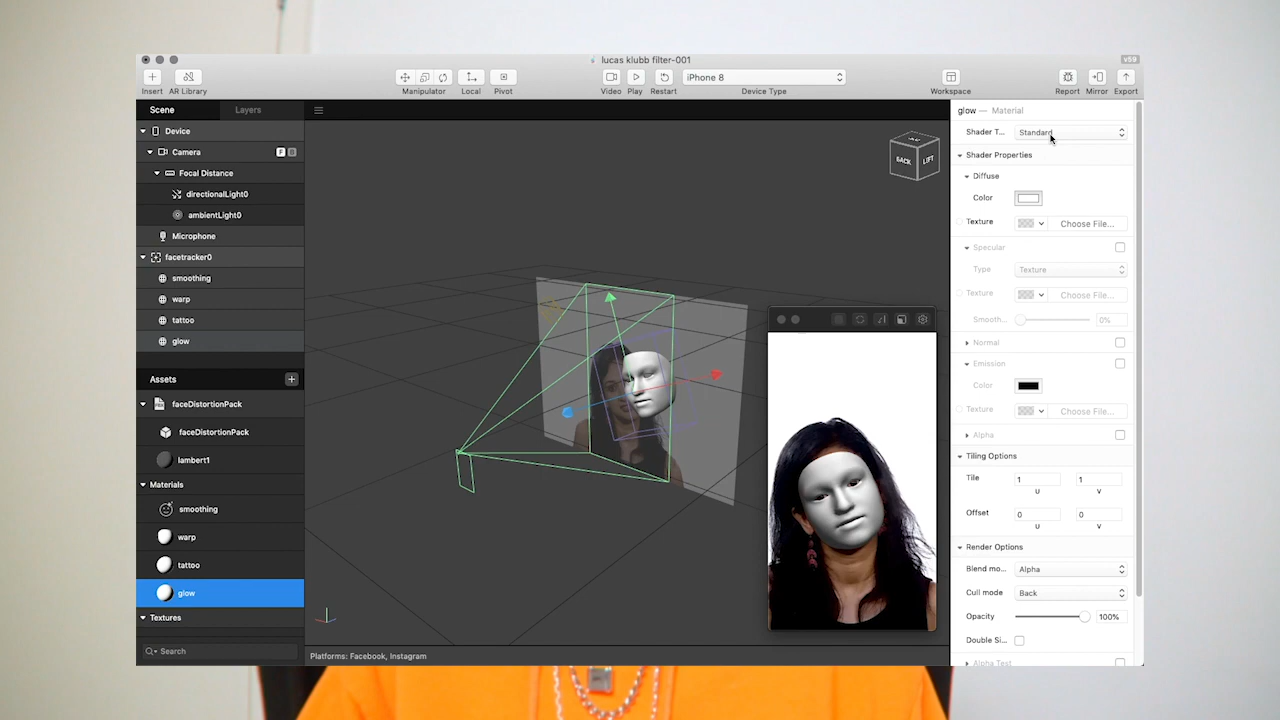 lucas klubb filter-001
v59
Insert
AR Library
Manipulator
Local
Pivot
Video
Play
Restart
iPhone 8
Device Type
Workspace
Report
Mirror
Export
Scene
Layers
Device
Camera
F
Focal Distance
directionalLight0
ambientLight0
Microphone
facetracker0
smoothing
warp
tattoo
glow
Assets
faceDistortionPack
faceDistortionPack
lambert1
Materials
smoothing
warp
tattoo
glow
Textures
Search
BACK
LIFT
Platforms: Facebook, Instagram
glow — Material
Shader T...
Standard
Shader Properties
Diffuse
Color
Texture
Choose File...
Specular
Type
Texture
Texture
Choose File...
Smooth...
0%
Normal
Emission
Color
Texture
Choose File...
Alpha
Tiling Options
Tile
1
1
U
V
Offset
0
0
U
V
Render Options
Blend mo...
Alpha
Cull mode
Back
Opacity
100%
Double Si...
Alpha Test